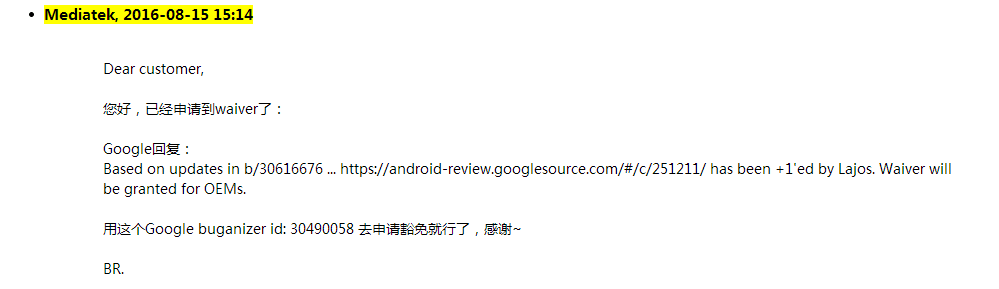 • Mediatek, 2016-08-15 15:14
Dear customer,
您好，已经申请到waiver了：
Google回复：
Based on updates in b/30616676 ... https://android-review.googlesource.com/#/c/251211/ has been +1'ed by Lajos. Waiver will
be granted for OEMs.
用这个Google buganizer id: 30490058 去申请豁免就行了，感谢~
BR.